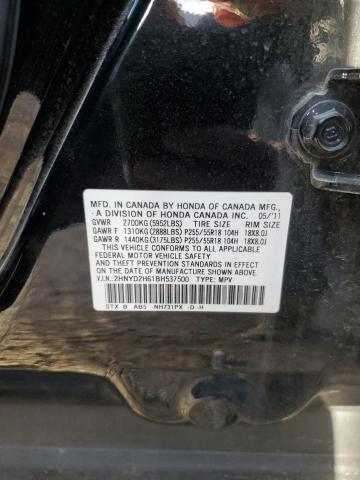 MFD. IN CANADA BY HONDA OF CANADA MFG.,
A DIVISION OF HONDA CANADA INC. 05/'11
GVWR 2700KG (5952LBS) TIRE SIZE RIM SIZE
GAWR F 1310KG (2888LBS) P255/55R18 104H 18X8.0J
GAWR R 1440KG (3175LBS) P255/55R18 104H 18X8.0J
THIS VEHICLE CONFORMS TO ALL APPLICABLE
FEDERAL MOTOR VEHICLE SAFETY
AND THEFT PREVENTION STANDARDS IN EFFECT ON
THE DATE OF MANUFACTURE SHOWN ABOVE.
V.I.N.:2HNYD2H61BH537500 TYPE: MPV
STX B AB5 -NH731PX -D -H